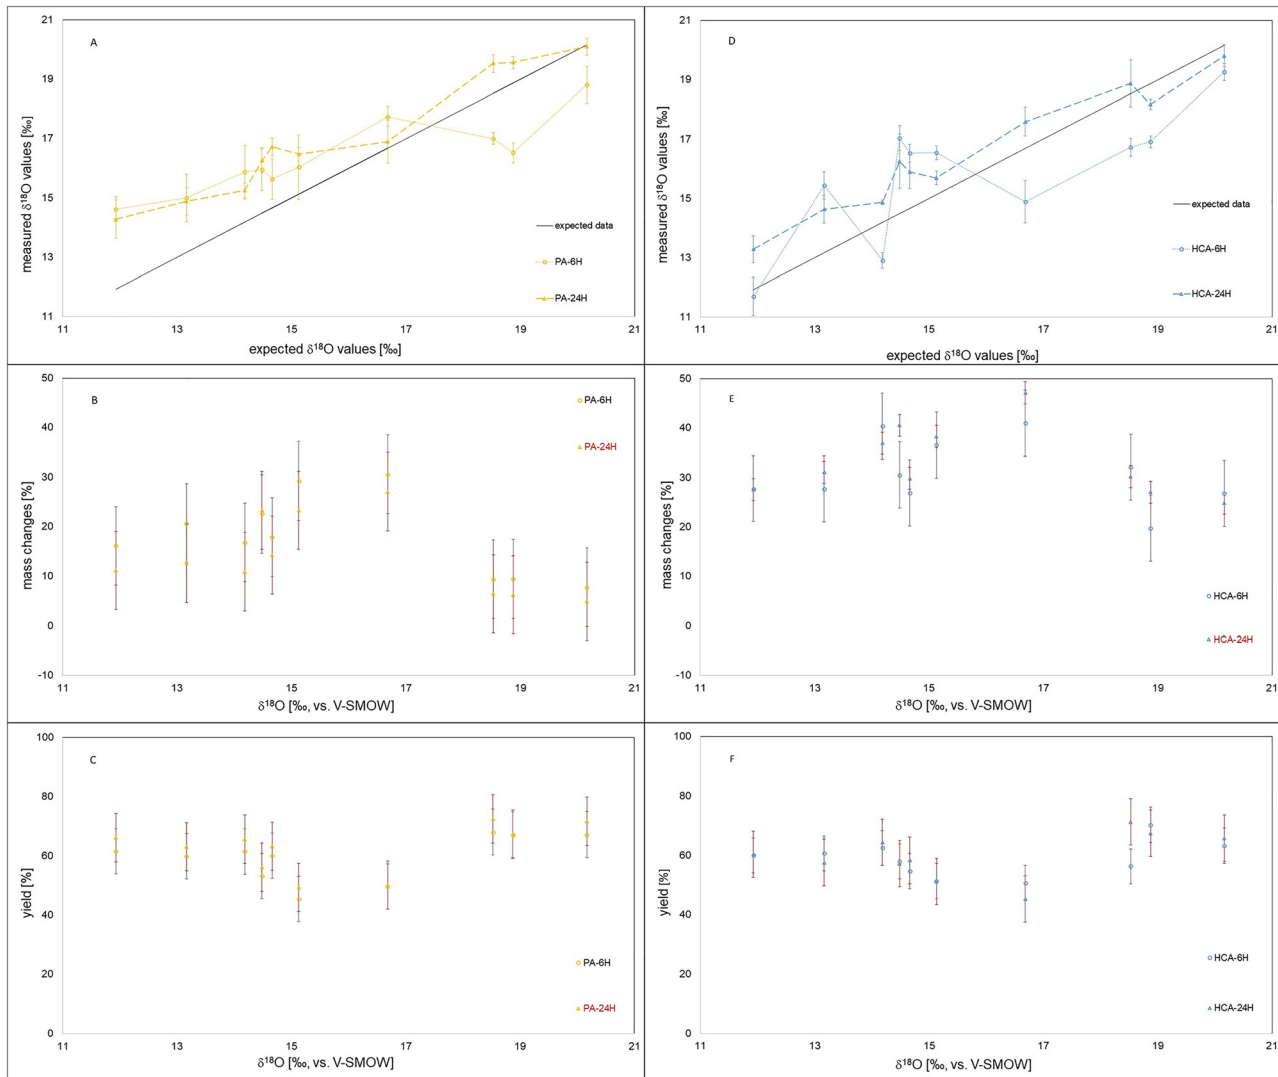 A
21
19
17
15
13
11
measured δ18O values [‰]
expected data
PA-6H
PA-24H
11 13 15 17 19 21
expected δ18O values [‰]
D
21
19
17
15
13
11
measured δ18O values [‰]
expected data
HCA-6H
HCA-24H
11 13 15 17 19 21
expected δ18O values [‰]
B
50
40
30
20
10
0
-10
mass changes [%]
PA-6H
PA-24H
11 13 15 17 19 21
δ18O [‰, vs. V-SMOW]
E
50
40
30
20
10
0
-10
mass changes [%]
HCA-6H
HCA-24H
11 13 15 17 19 21
δ18O [‰, vs. V-SMOW]
C
100
80
60
40
20
0
yield [%]
PA-6H
PA-24H
11 13 15 17 19 21
δ18O [‰, vs. V-SMOW]
F
100
80
60
40
20
0
yield [%]
HCA-6H
HCA-24H
11 13 15 17 19 21
δ18O [‰, vs. V-SMOW]